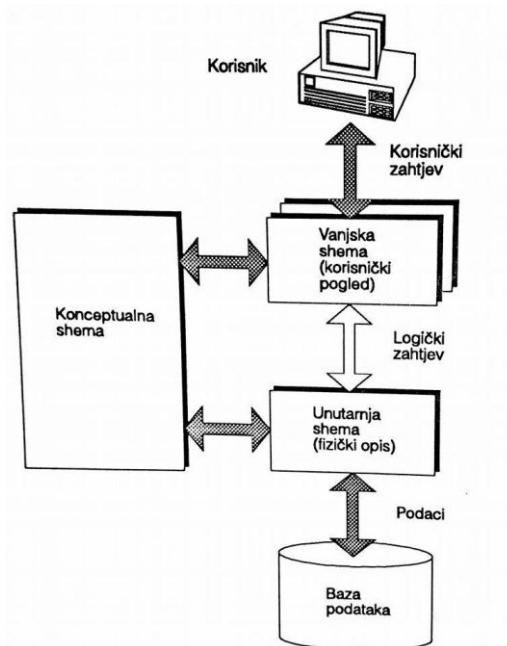 Korisnik
Korisnički
zahtjev
Vanjska
shema
(korisnički
pogled)
Konceptualna
shema
Logički
zahtjev
Unutarnja
shema
(fizički opis)
Podaci
Baza
podataka